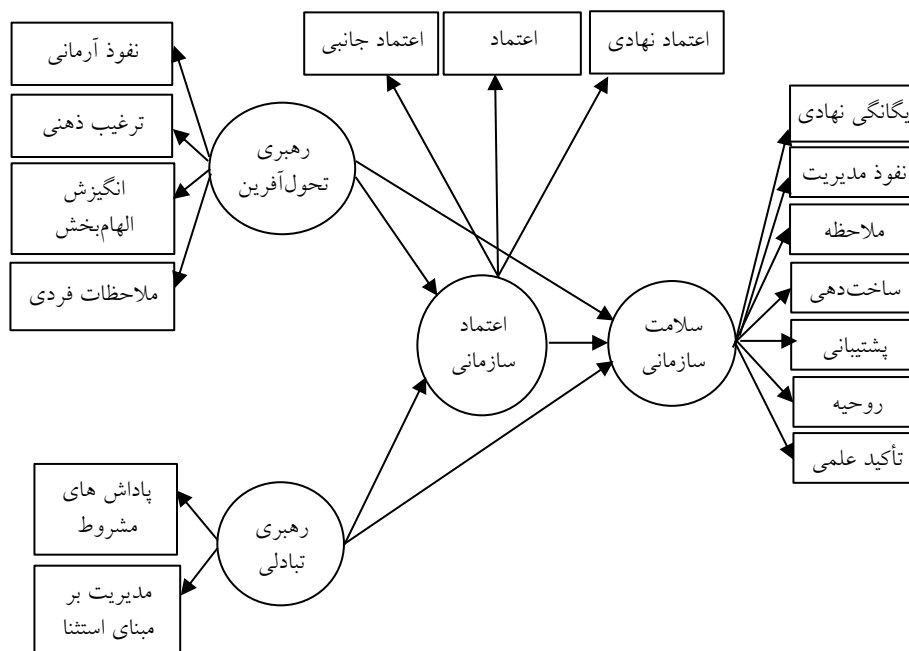 اعتماد نهادی
اعتماد
اعتماد جانبی
نفوذ آرمانی
ترغیب ذهنی
انگیزش
الهام‌بخش
ملاحظات فردی
رهبری
تحول‌آفرین
یگانگی نهادی
نفوذ مدیریت
ملاحظه
ساخت‌دهی
پشتیبانی
روحیه
تأکید علمی
سلامت
سازمانی
اعتماد
سازمانی
رهبری
تبادلی
پاداش های
مشروط
مدیریت بر
مبنای استثنا